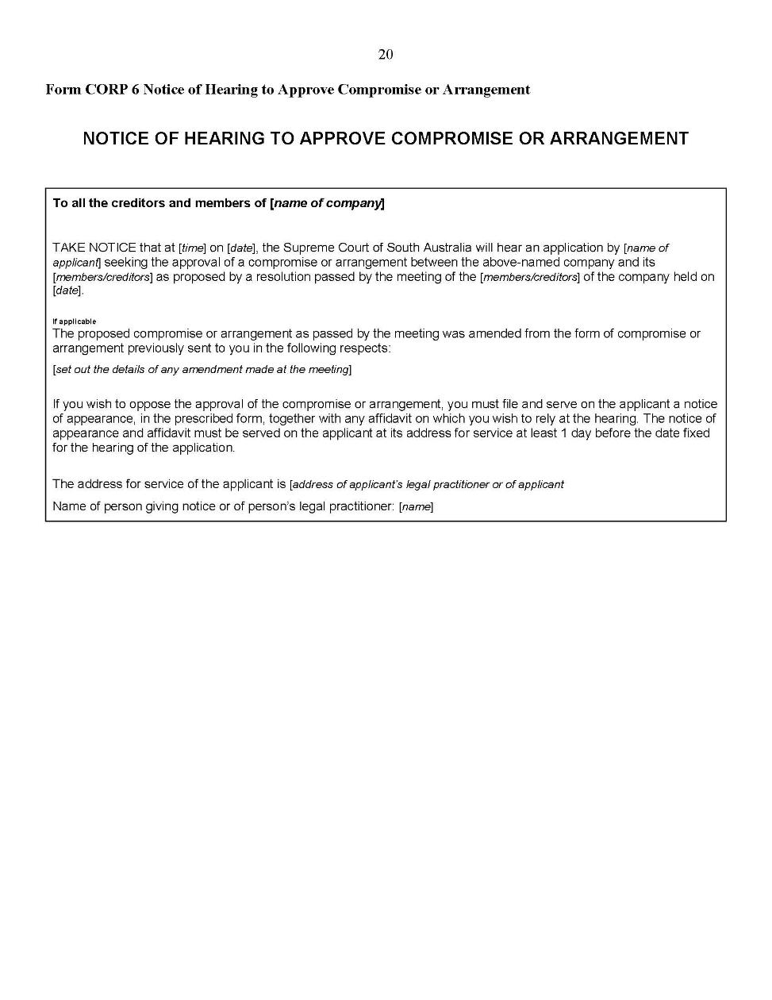 20
Form CORP 6 Notice of Hearing to Approve Compromise or Arrangement
NOTICE OF HEARING TO APPROVE COMPROMISE OR ARRANGEMENT
To all the creditors and members of [name of company]
TAKE NOTICE that at [time] on [date], the Supreme Court of South Australia will hear an application by [name of
applicant] seeking the approval of a compromise or arrangement between the above-named company and its
[members/creditors] as proposed by a resolution passed by the meeting of the [members/creditors] of the company held on
[date].
If applicable
The proposed compromise or arrangement as passed by the meeting was amended from the form of compromise or
arrangement previously sent to you in the following respects:
[set out the details of any amendment made at the meeting]
If you wish to oppose the approval of the compromise or arrangement, you must file and serve on the applicant a notice
of appearance, in the prescribed form, together with any affidavit on which you wish to rely at the hearing. The notice of
appearance and affidavit must be served on the applicant at its address for service at least 1 day before the date fixed
for the hearing of the application.
The address for service of the applicant is [address of applicant's legal practitioner or of applicant
Name of person giving notice or of person's legal practitioner: [name]